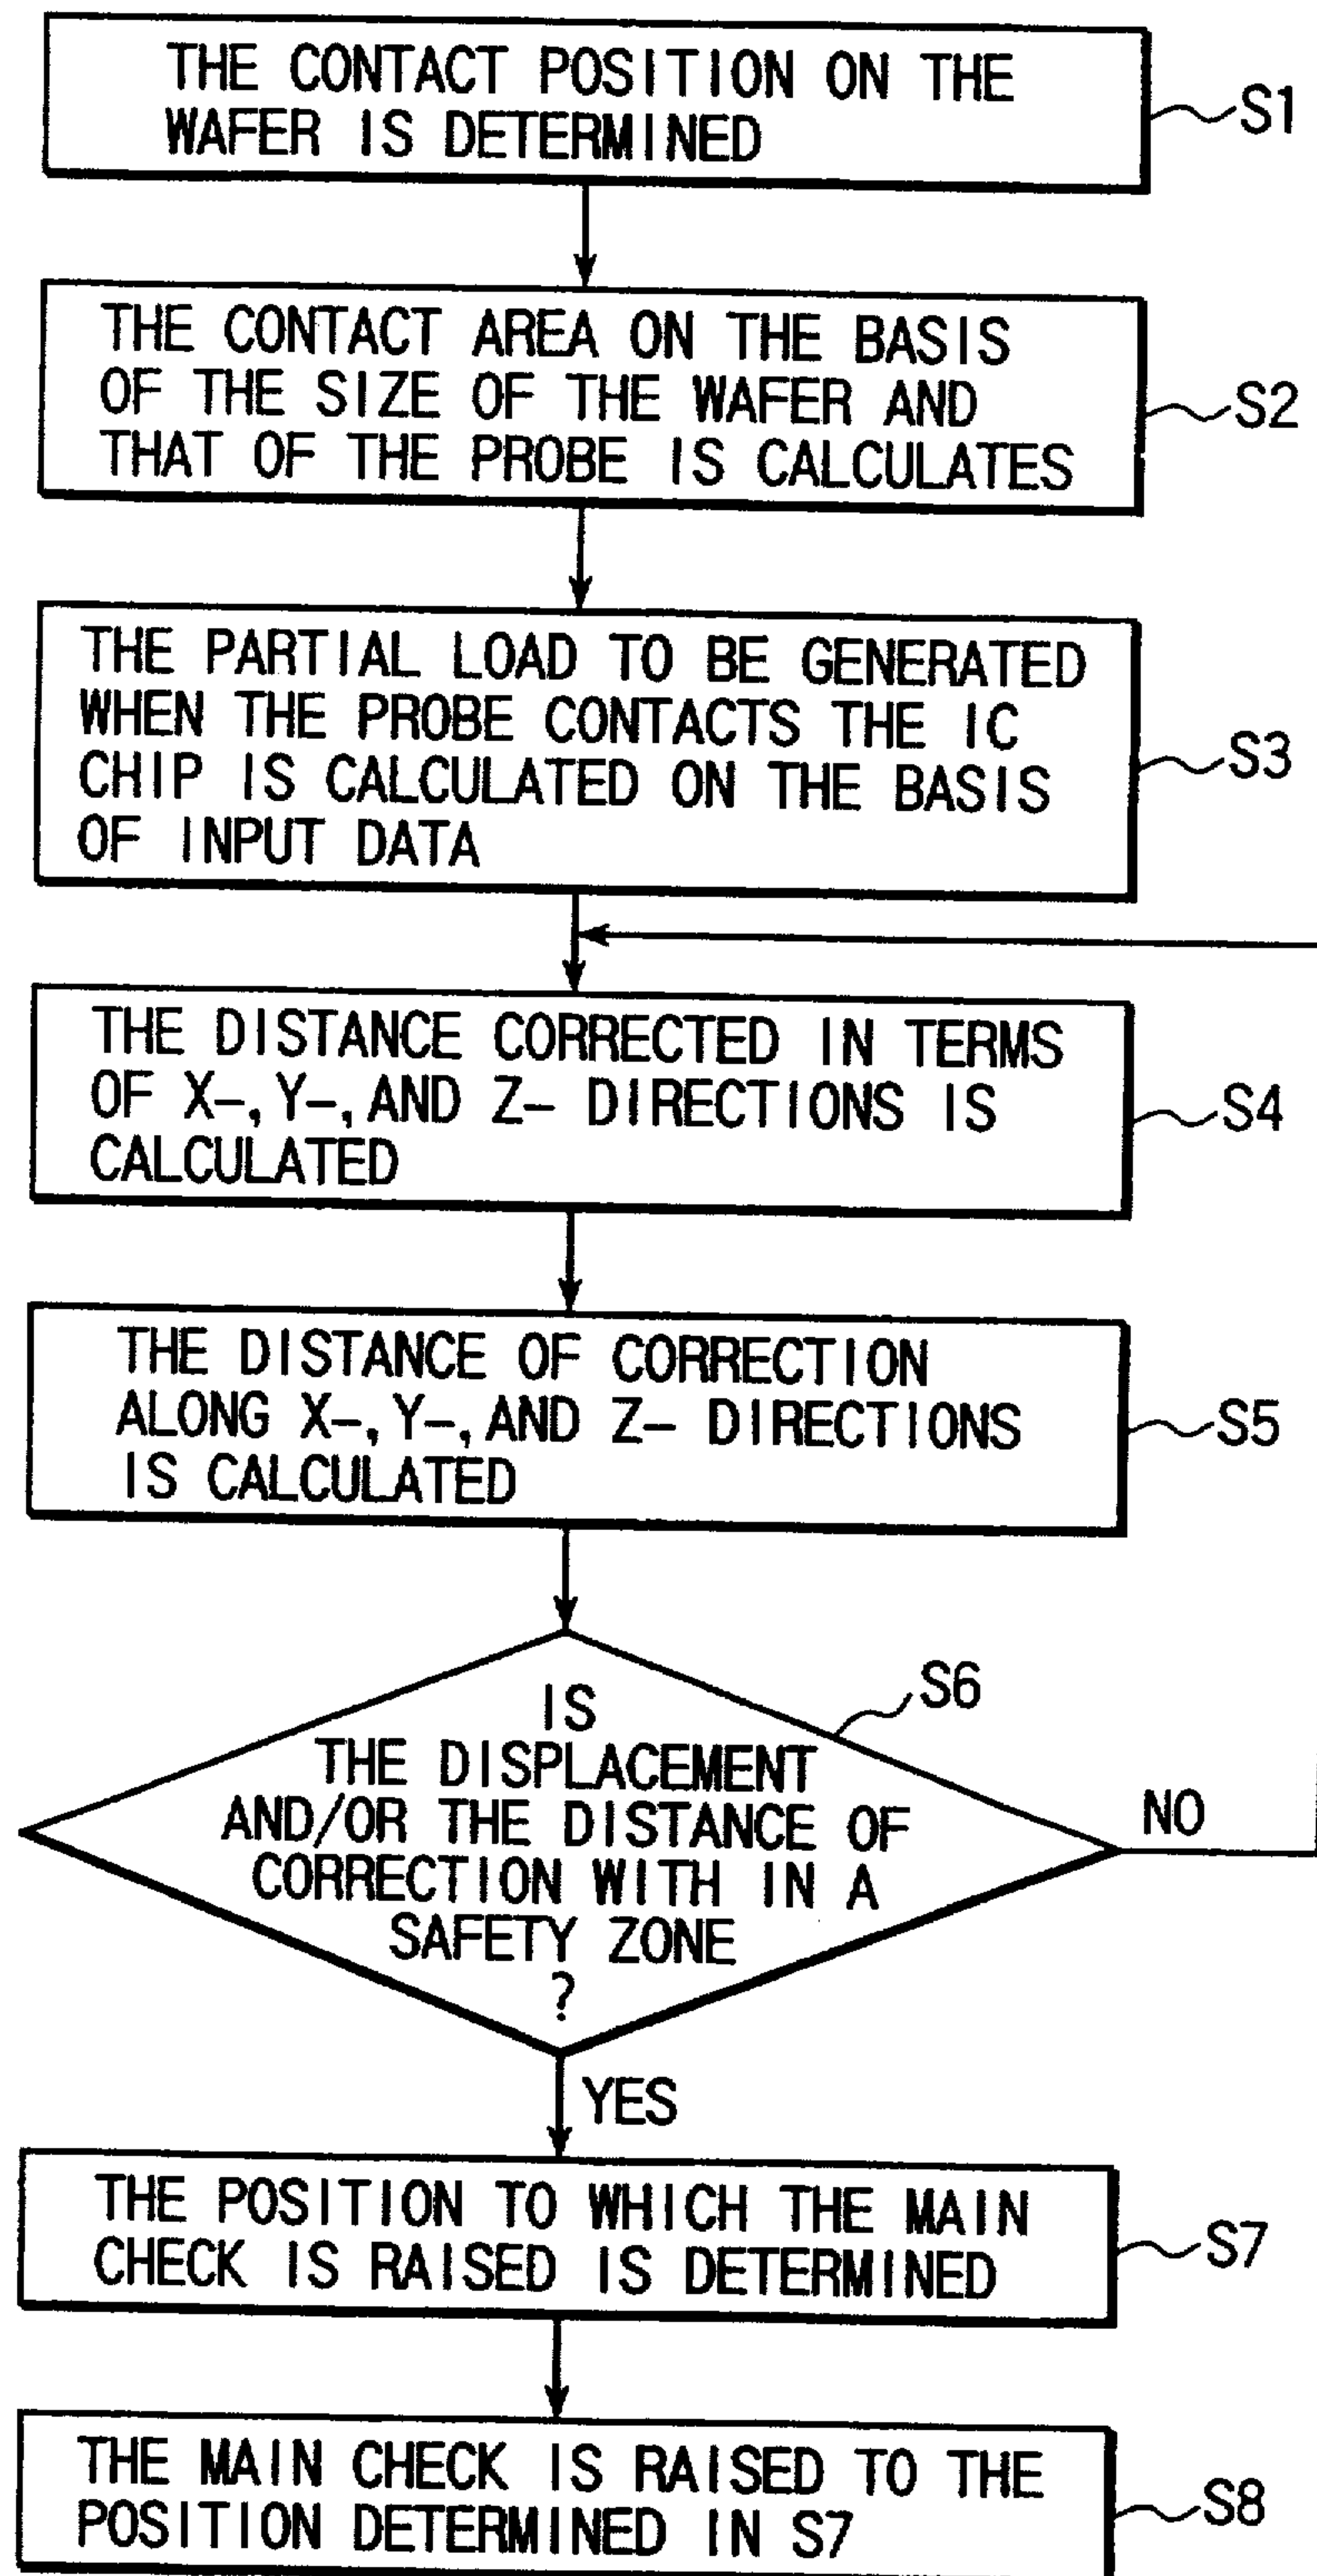 THE CONTACT POSITION ON THE
WAFER IS DETERMINED
S1
THE CONTACT AREA ON THE BASIS
OF THE SIZE OF THE WAFER AND
THAT OF THE PROBE IS CALCULATES
S2
THE PARTIAL LOAD TO BE GENERATED
WHEN THE PROBE CONTACTS THE IC
CHIP IS CALCULATED ON THE BASIS
OF INPUT DATA
S3
THE DISTANCE CORRECTED IN TERMS
OF X-, Y-, AND Z- DIRECTIONS IS
CALCULATED
S4
THE DISTANCE OF CORRECTION
ALONG X-, Y-, AND Z- DIRECTIONS
IS CALCULATED
S5
IS
THE DISPLACEMENT
AND/OR THE DISTANCE OF
CORRECTION WITH IN A
SAFETY ZONE
?
S6
NO
YES
THE POSITION TO WHICH THE MAIN
CHECK IS RAISED IS DETERMINED
S7
THE MAIN CHECK IS RAISED TO THE
POSITION DETERMINED IN S7
S8